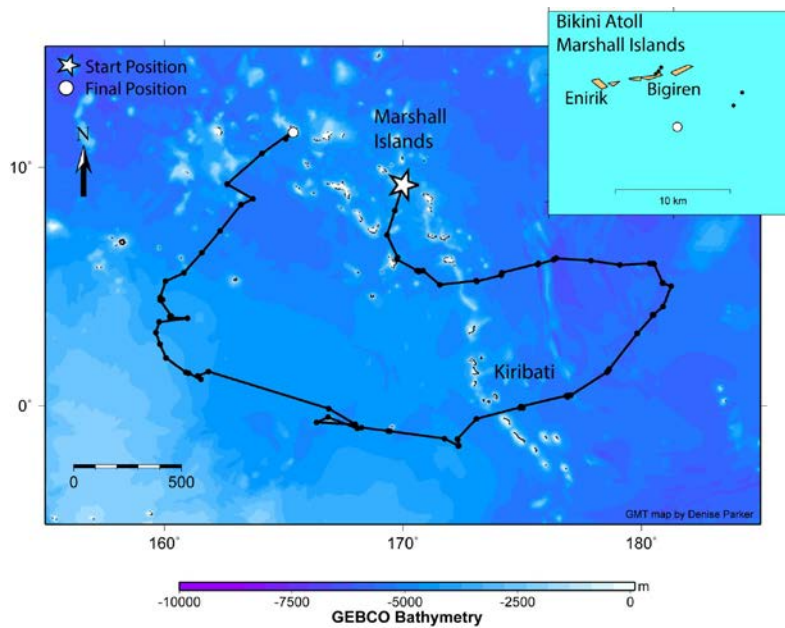 Start Position
Final Position
N
Marshall
Islands
Kiribati
Bikini Atoll
Marshall Islands
Enirik
Bigiren
10 km
10°
0°
0 500
GMT map by Denise Parker
160° 170° 180°
m
-10000 -7500 -5000 -2500 0
GEBCO Bathymetry